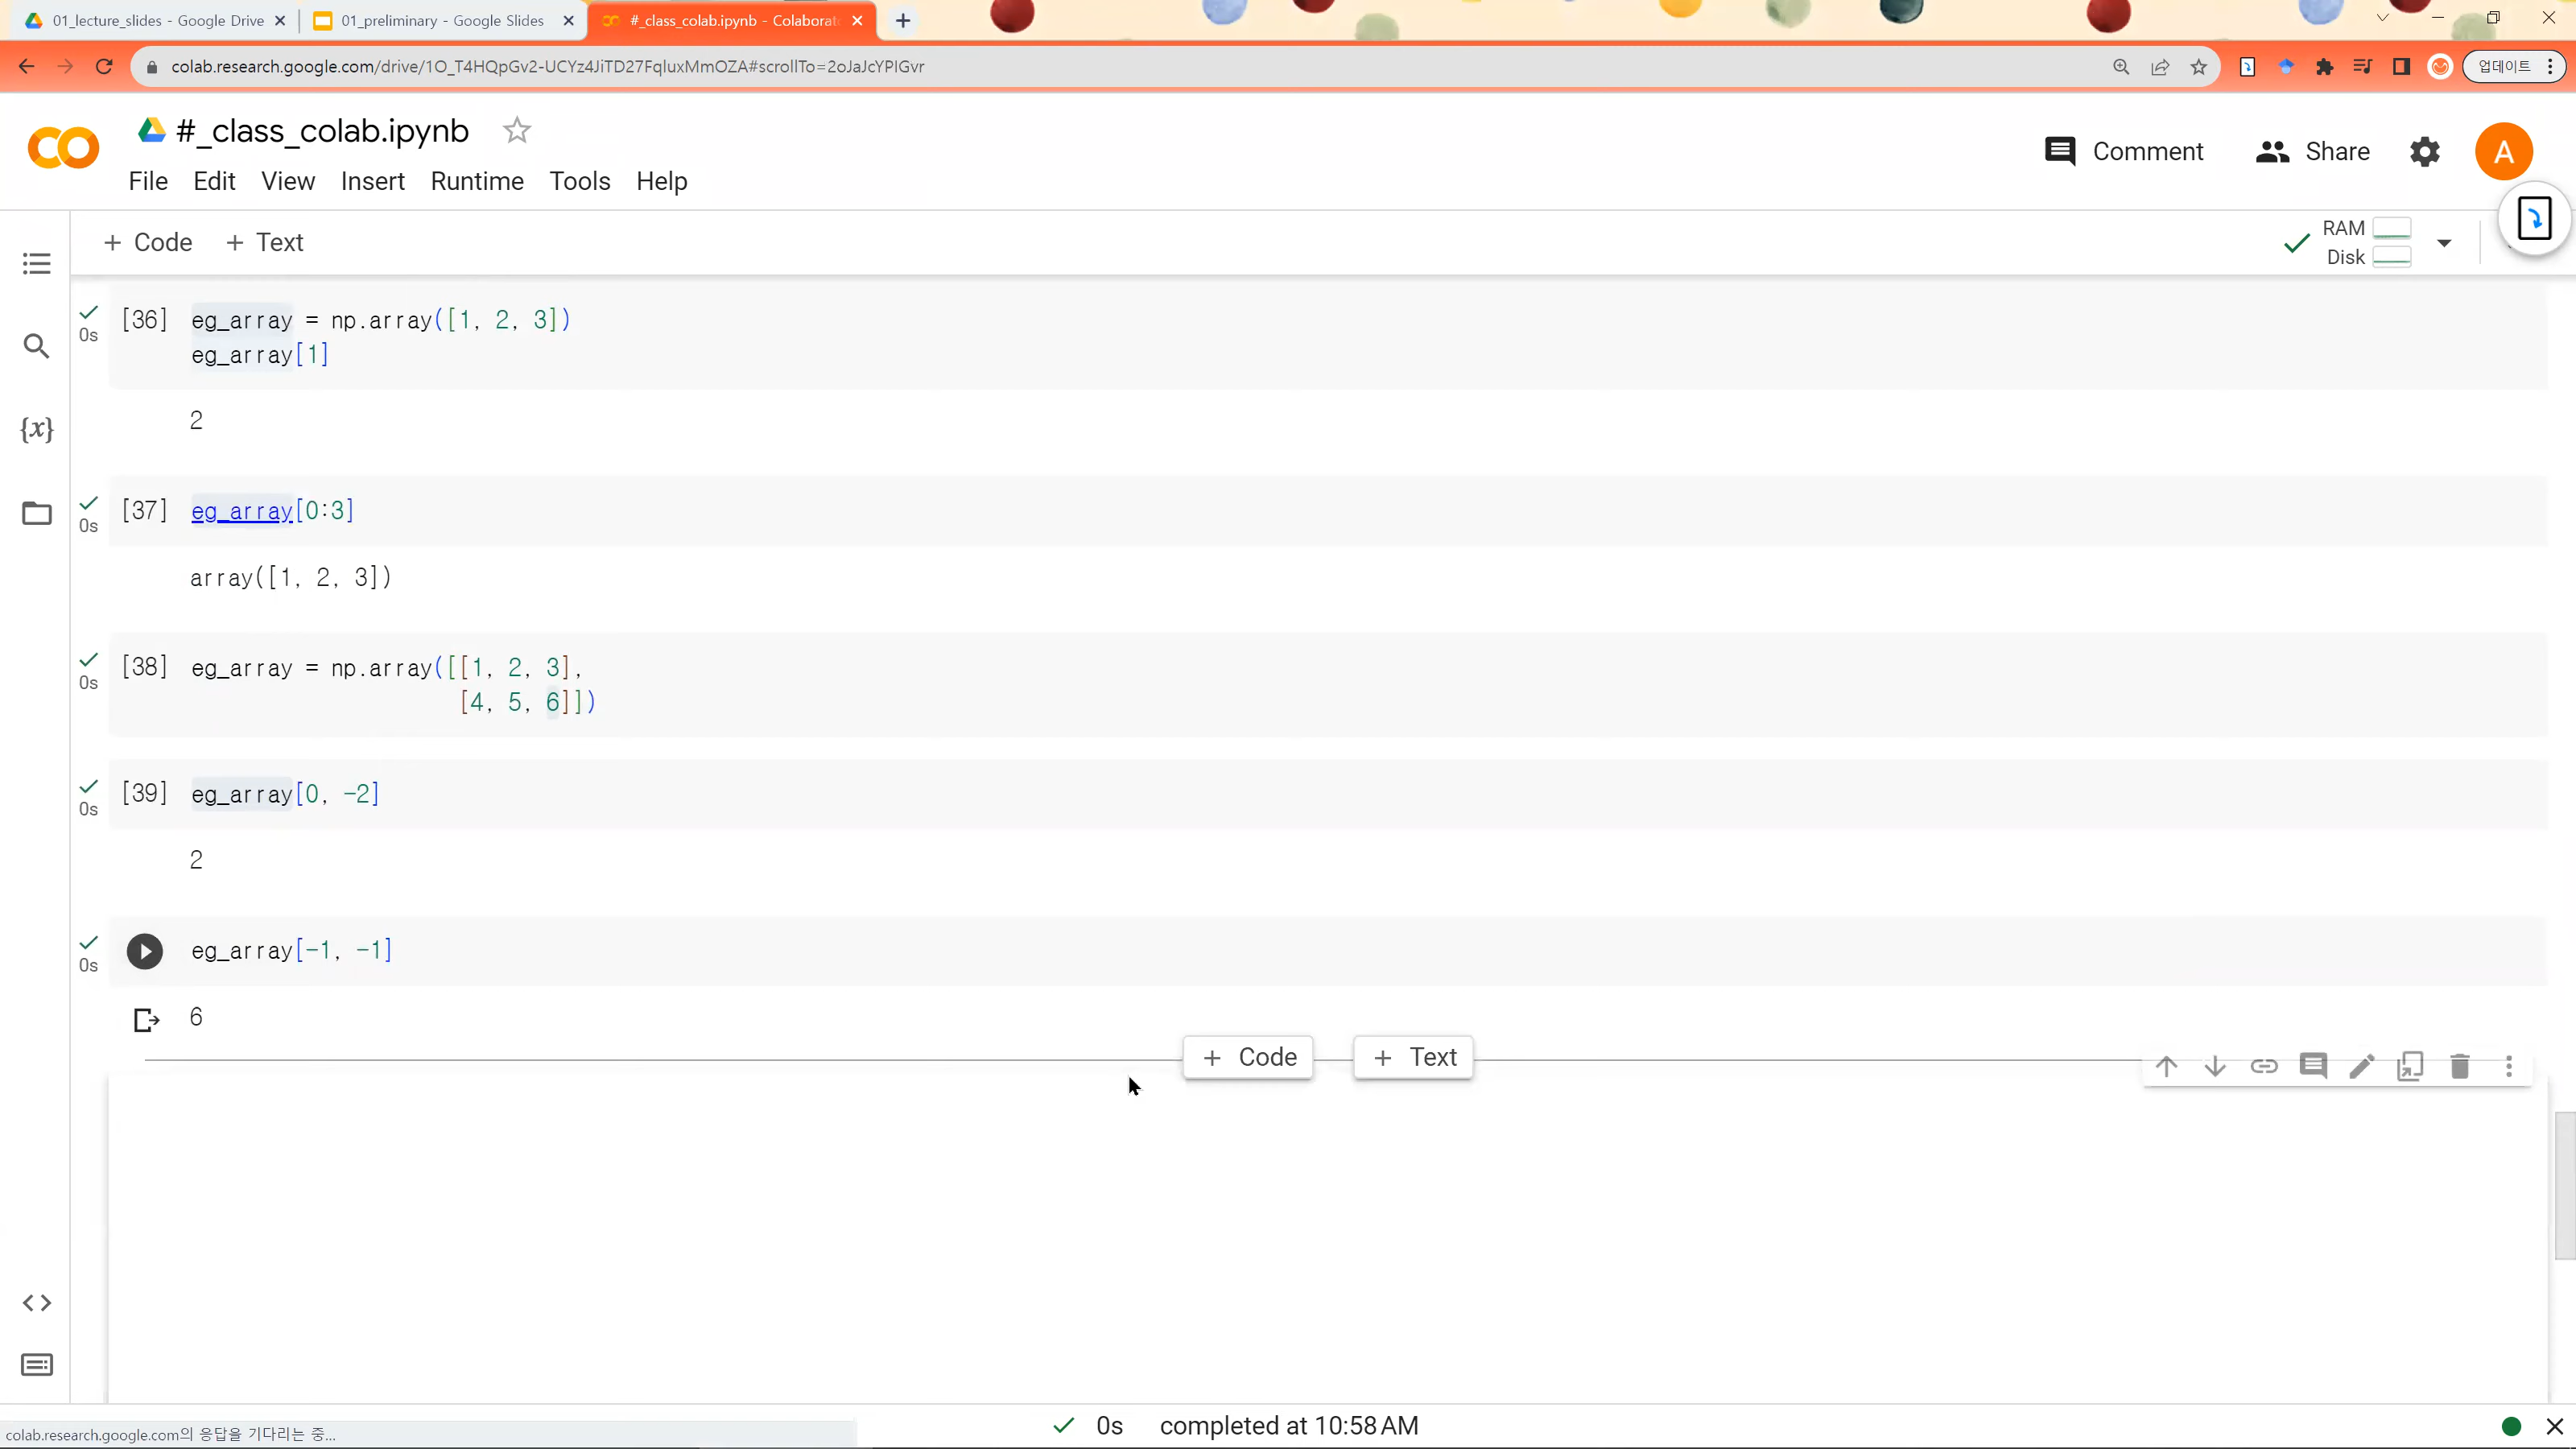 01_lecture_slides - Google Drive
01_preliminary - Google Slides
#_class_colab.ipynb - Colaborat
colab.research.google.com/drive/1O_T4HQpGv2-UCYz4JiTD27FqluxMmOZA#scrollTo=2oJaJcYPIGvr
업데이트
#_class_colab.ipynb
File Edit View Insert Runtime Tools Help
Comment
Share
A
+ Code + Text
RAM
Disk
{x}
[36] eg_array = np.array([1, 2, 3])
0s
eg_array[1]
2
[37] eg_array[0:3]
0s
array([1, 2, 3])
[38] eg_array = np.array([[1, 2, 3],
0s
[4, 5, 6]])
[39] eg_array[0, -2]
0s
2
eg_array[-1, -1]
0s
6
+ Code + Text
colab.research.google.com의 응답을 기다리는 중...
0s completed at 10:58 AM